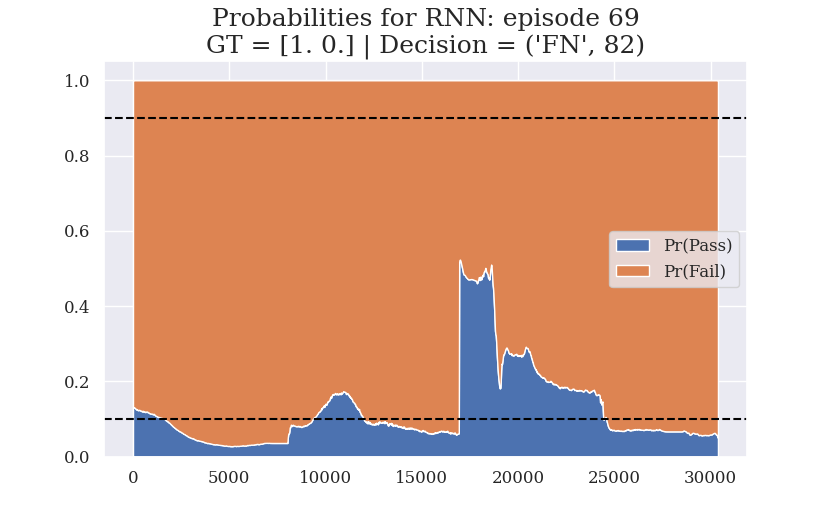 Probabilities for RNN: episode 69
GT = [1. 0.] | Decision = ('FN', 82)
1.0
0.8
0.6
0.4
0.2
0.0
Pr(Pass)
Pr(Fail)
0 5000 10000 15000 20000 25000 30000